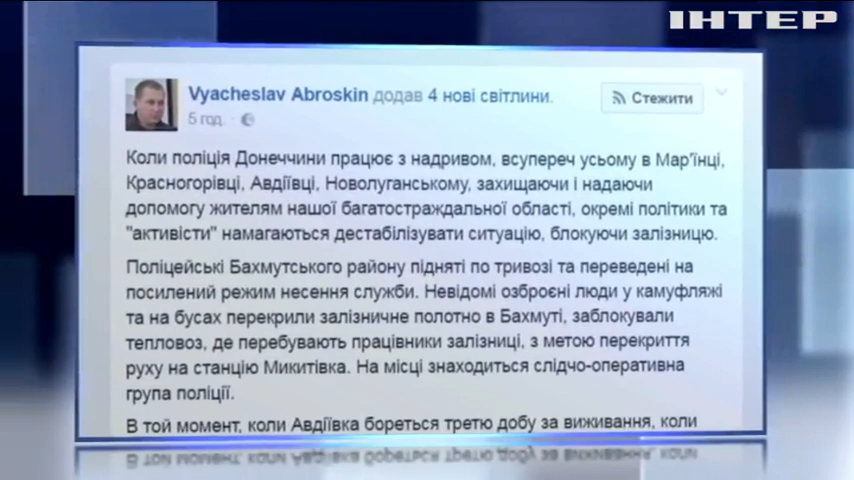 ІНТЕР
Vyacheslav Abroskin додав 4 нові світлини.
Стежити
5 год.
Коли поліція Донеччини працює з надривом, всупереч усьому в Мар'їнці,
Красногорівці, Авдіївці, Новолуганському, захищаючи і надаючи
допомогу жителям нашої багатостраждальної області, окремі політики та
"активісти" намагаються дестабілізувати ситуацію, блокуючи залізницю.
Поліцейські Бахмутського району підняті по тривозі та переведені на
посилений режим несення служби. Невідомі озброєні люди у камуфляжі
та на бусах перекрили залізничне полотно в Бахмуті, заблокували
тепловоз, де перебувають працівники залізниці, з метою перекриття
руху на станцію Микитівка. На місці знаходиться слідчо-оперативна
група поліції.
В той момент, коли Авдіївка бореться третю добу за виживання, коли